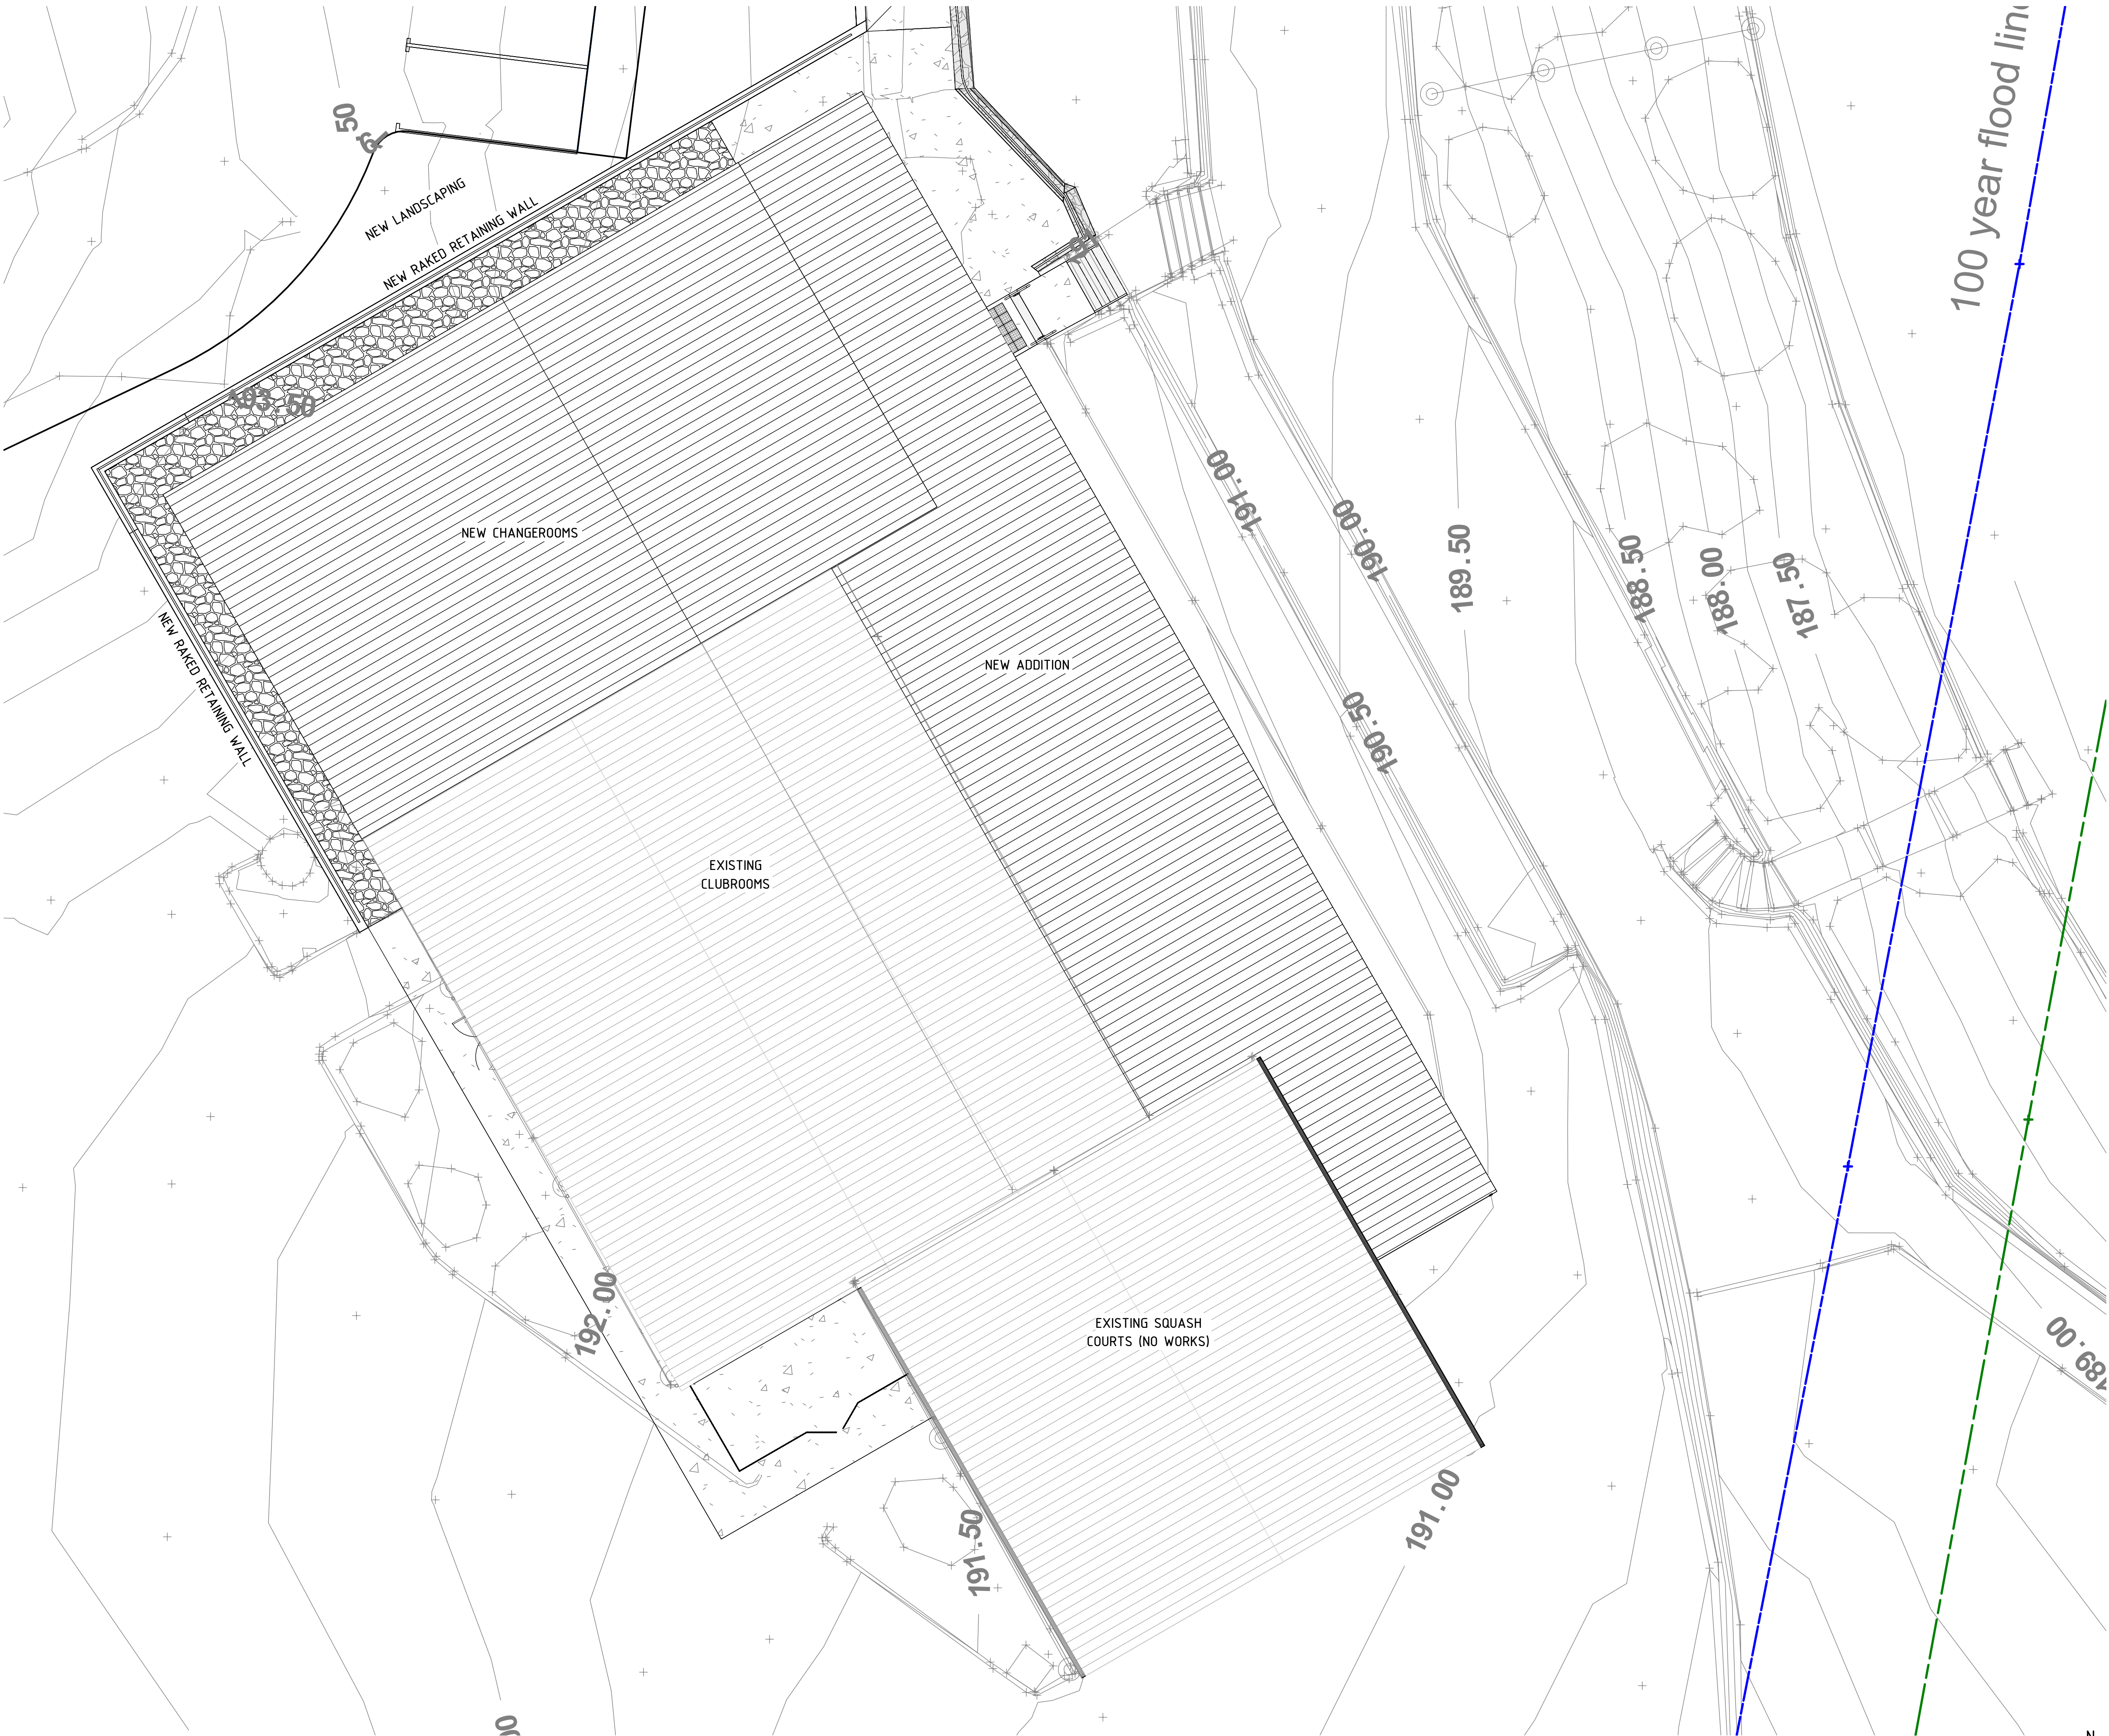 100 year flood line
NEW LANDSCAPING
NEW RAKED RETAINING WALL
193.50
NEW CHANGEROOMS
191.00
190.00
189.50
188.50
188.00
187.50
NEW RAKED RETAINING WALL
NEW ADDITION
190.50
EXISTING
CLUBROOMS
192.00
EXISTING SQUASH
COURTS (NO WORKS)
189.00
191.50
191.00